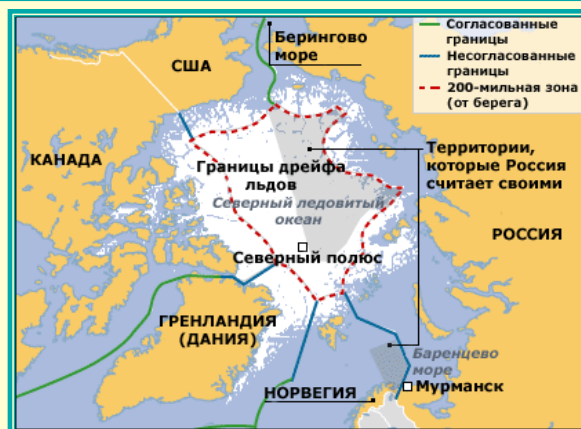 Берингово
море
США
Согласованные
границы
Несогласованные
границы
200-мильная зона
(от берега)
КАНАДА
Границы дрейфа
льдов
Северный ледовитый
океан
Территории,
которые Россия
считает своими
Северный полюс
РОССИЯ
ГРЕНЛАНДИЯ
(ДАНИЯ)
Баренцево
море
НОРВЕГИЯ
Мурманск